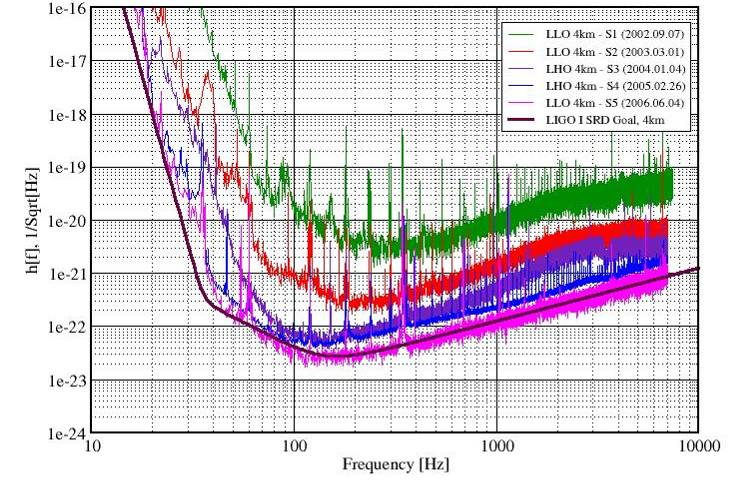 1e-16
1e-17
1e-18
1e-19
1e-20
1e-21
1e-22
1e-23
1e-24
h[f], 1/Sqrt[Hz]
LLO 4km - S1 (2002.09.07)
LLO 4km - S2 (2003.03.01)
LHO 4km - S3 (2004.01.04)
LHO 4km - S4 (2005.02.26)
LLO 4km - S5 (2006.06.04)
LIGO I SRD Goal, 4km
10 100 1000 10000
Frequency [Hz]